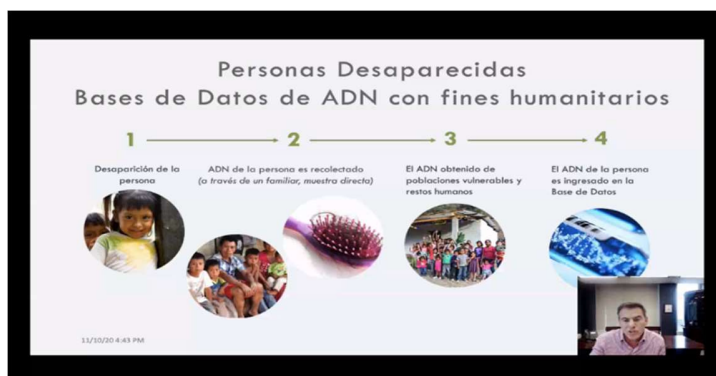 Personas Desaparecidas
Bases de Datos de ADN con fines humanitarios
1
2
3
4
Desaparición de la
persona
ADN de la persona es recolectado
(a través de un familiar, muestra directa)
El ADN obtenido de
poblaciones vulnerables y
restos humanos
El ADN de la persona
es ingresado en la
Base de Datos
11/10/20 4:43 PM